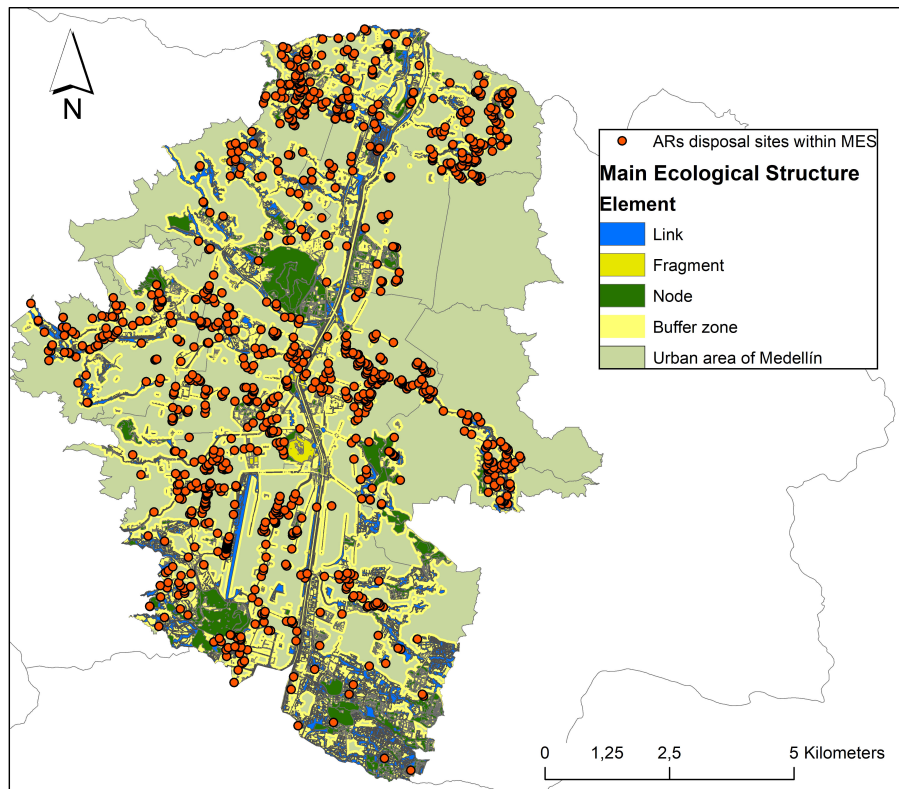 N
ARs disposal sites within MES
Main Ecological Structure
Element
Link
Fragment
Node
Buffer zone
Urban area of Medellín
0 1,25 2,5 5 Kilometers